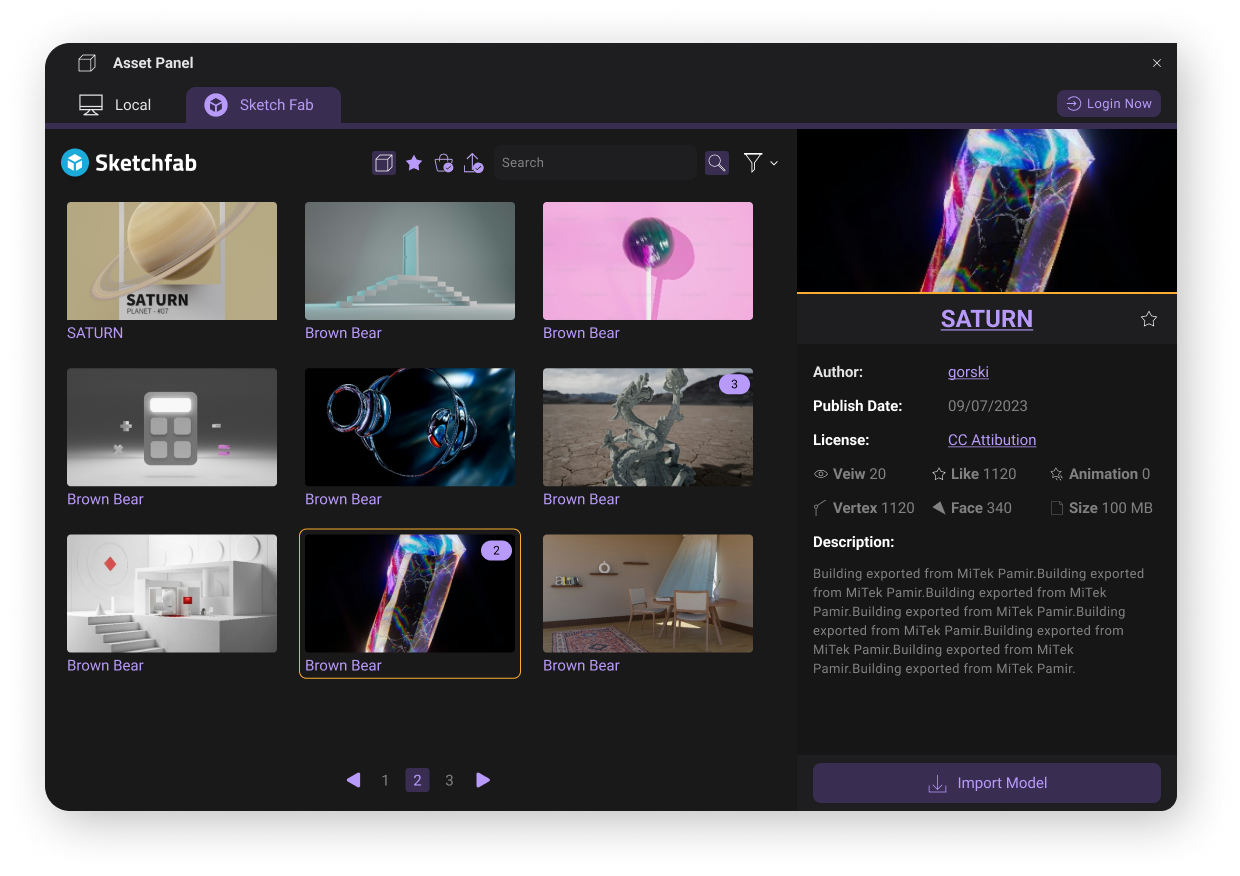 Asset Panel
Local
Sketch Fab
Login Now
Sketchfab
Search
SATURN
PLANET - #07
SATURN
Brown Bear
Brown Bear
Brown Bear
Brown Bear
3
Brown Bear
Brown Bear
2
Brown Bear
Brown Bear
1 2 3
SATURN
Author: gorski
Publish Date: 09/07/2023
License: CC Attibution
Veiw 20 Like 1120 Animation 0
Vertex 1120 Face 340 Size 100 MB
Description:
Building exported from MiTek Pamir.Building exported
from MiTek Pamir.Building exported from MiTek
Pamir.Building exported from MiTek Pamir.Building
exported from MiTek Pamir.Building exported from
MiTek Pamir.Building exported from MiTek
Pamir.Building exported from MiTek Pamir.
Import Model